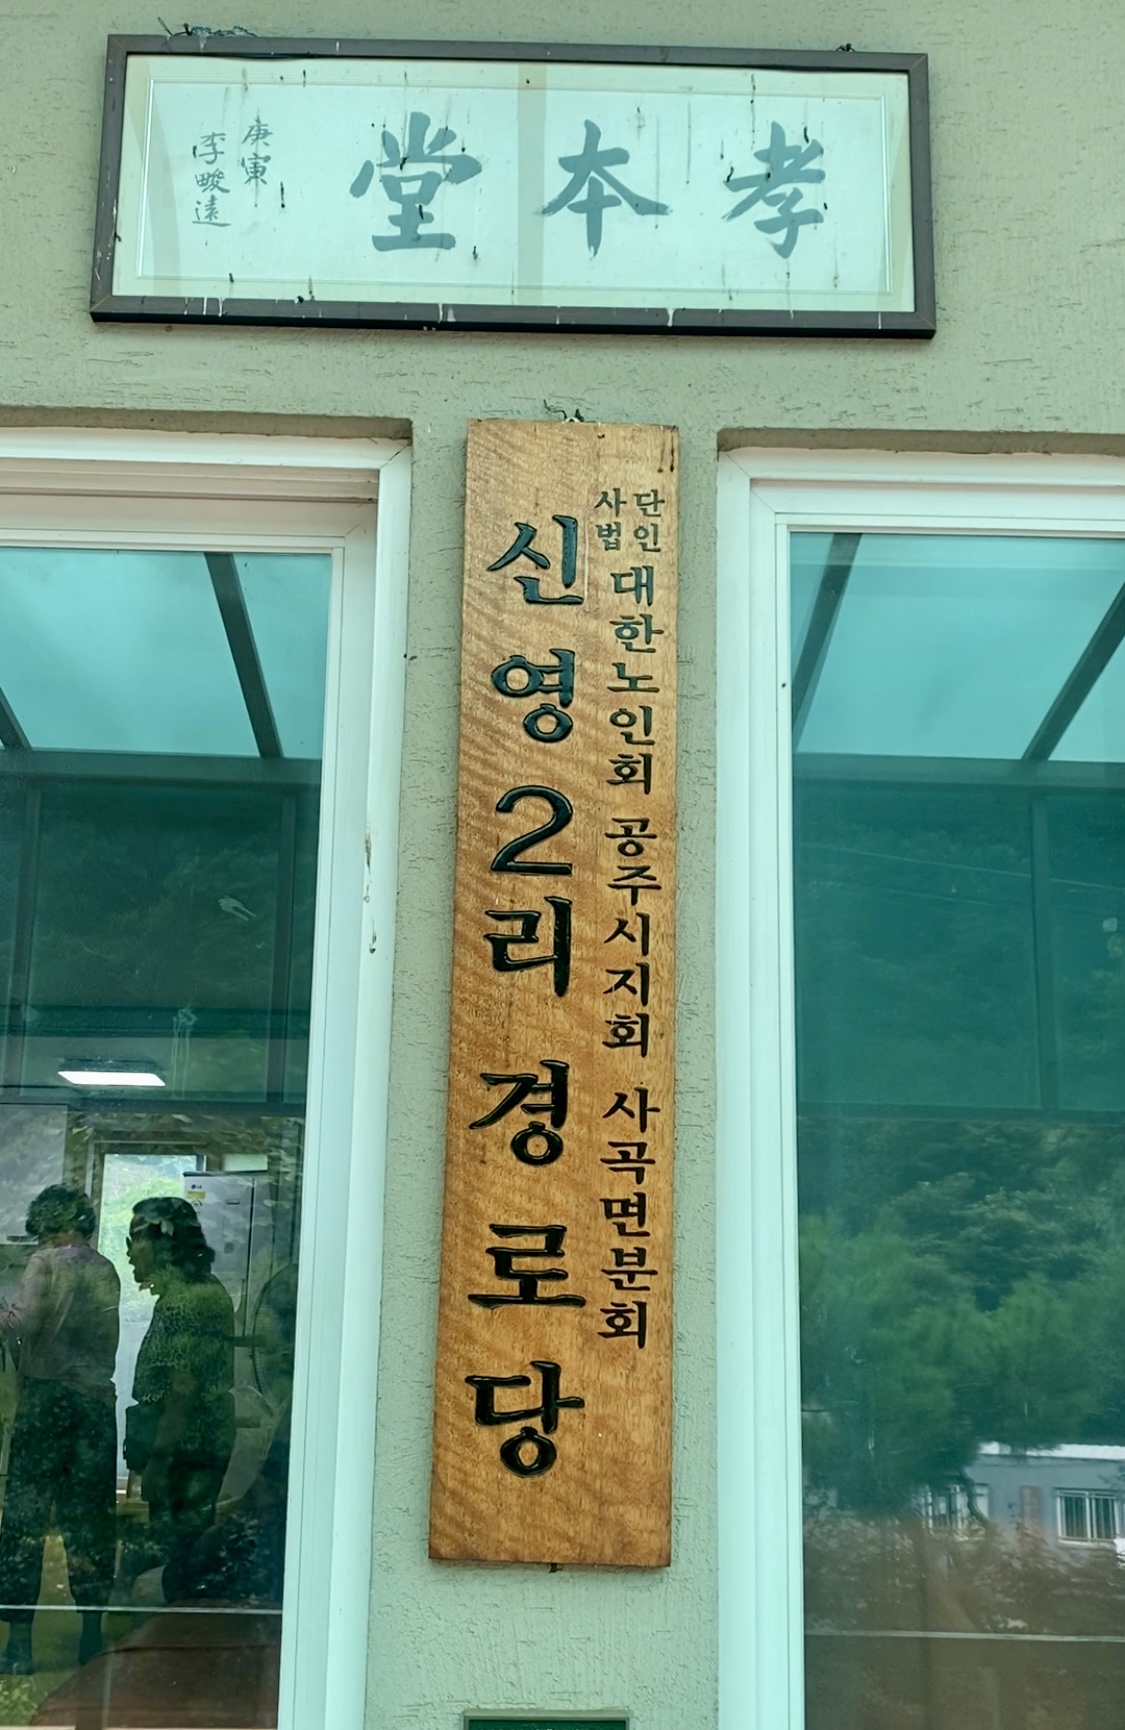 孝本堂
庚寅
李畯遠
사단법인 대한노인회 공주시지회 사곡면분회
신영2리 경로당